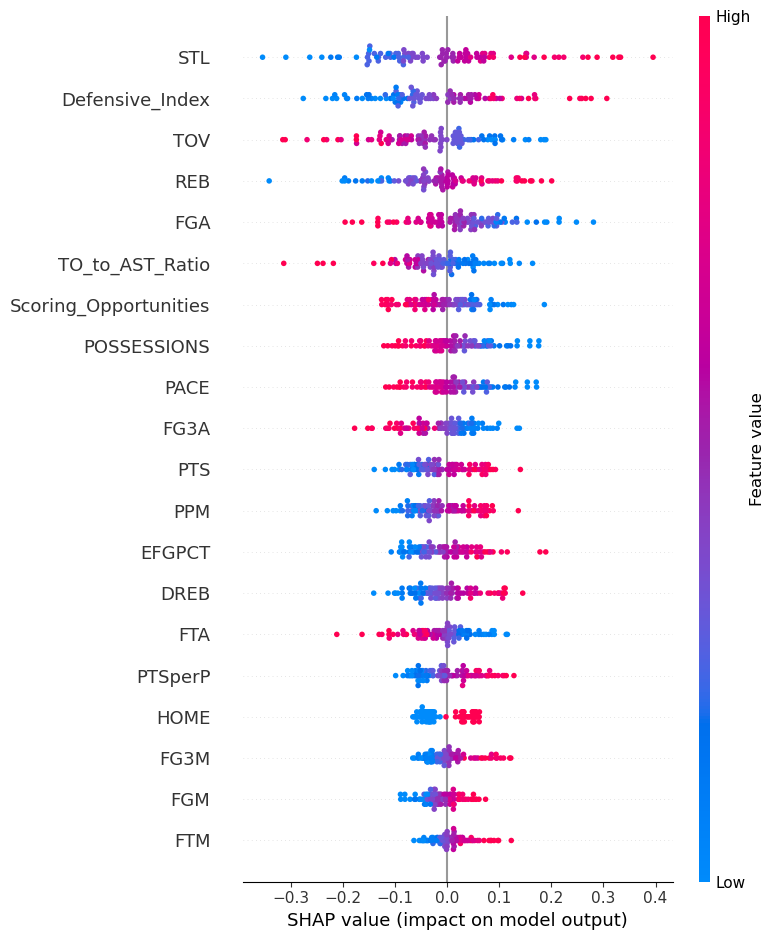 High
STL
Defensive_Index
TOV
REB
FGA
TO_to_AST_Ratio
Scoring_Opportunities
POSSESSIONS
PACE
FG3A
PTS
PPM
EFGPCT
DREB
FTA
PTSperP
HOME
FG3M
FGM
FTM
Feature value
Low
−0.3 −0.2 −0.1 0.0 0.1 0.2 0.3 0.4
SHAP value (impact on model output)